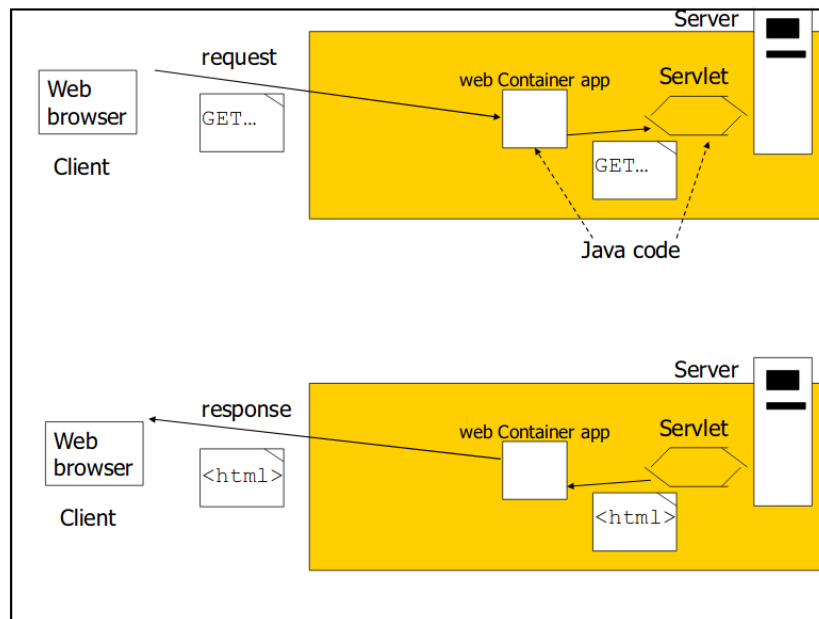 Server
request
web Container app
Servlet
Web
browser
GET…
GET…
Client
Java code
Server
response
web Container app
Servlet
Web
browser
<html>
<html>
Client